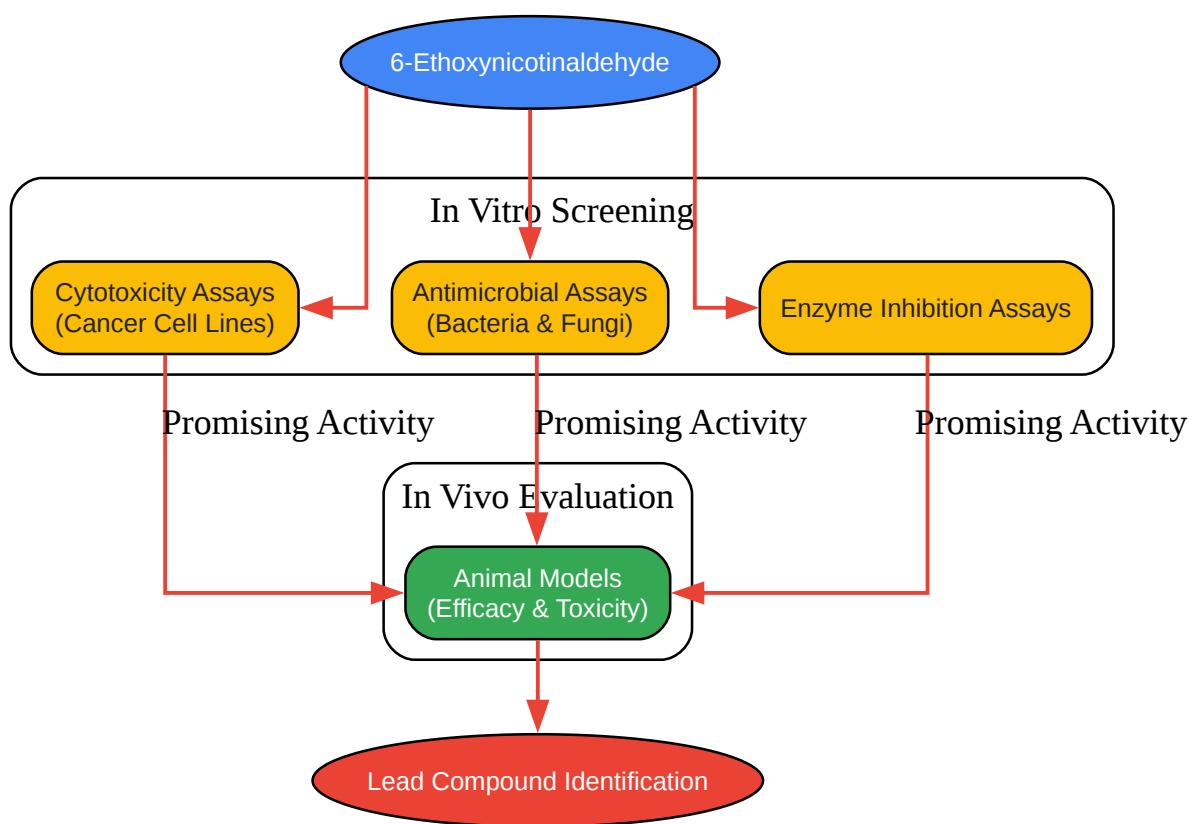 6-Ethoxynicotinaldehyde
In Vitro Screening
Cytotoxicity Assays
(Cancer Cell Lines)
Antimicrobial Assays
(Bacteria & Fungi)
Enzyme Inhibition Assays
Promising Activity
Promising Activity
Promising Activity
In Vivo Evaluation
Animal Models
(Efficacy & Toxicity)
Lead Compound Identification